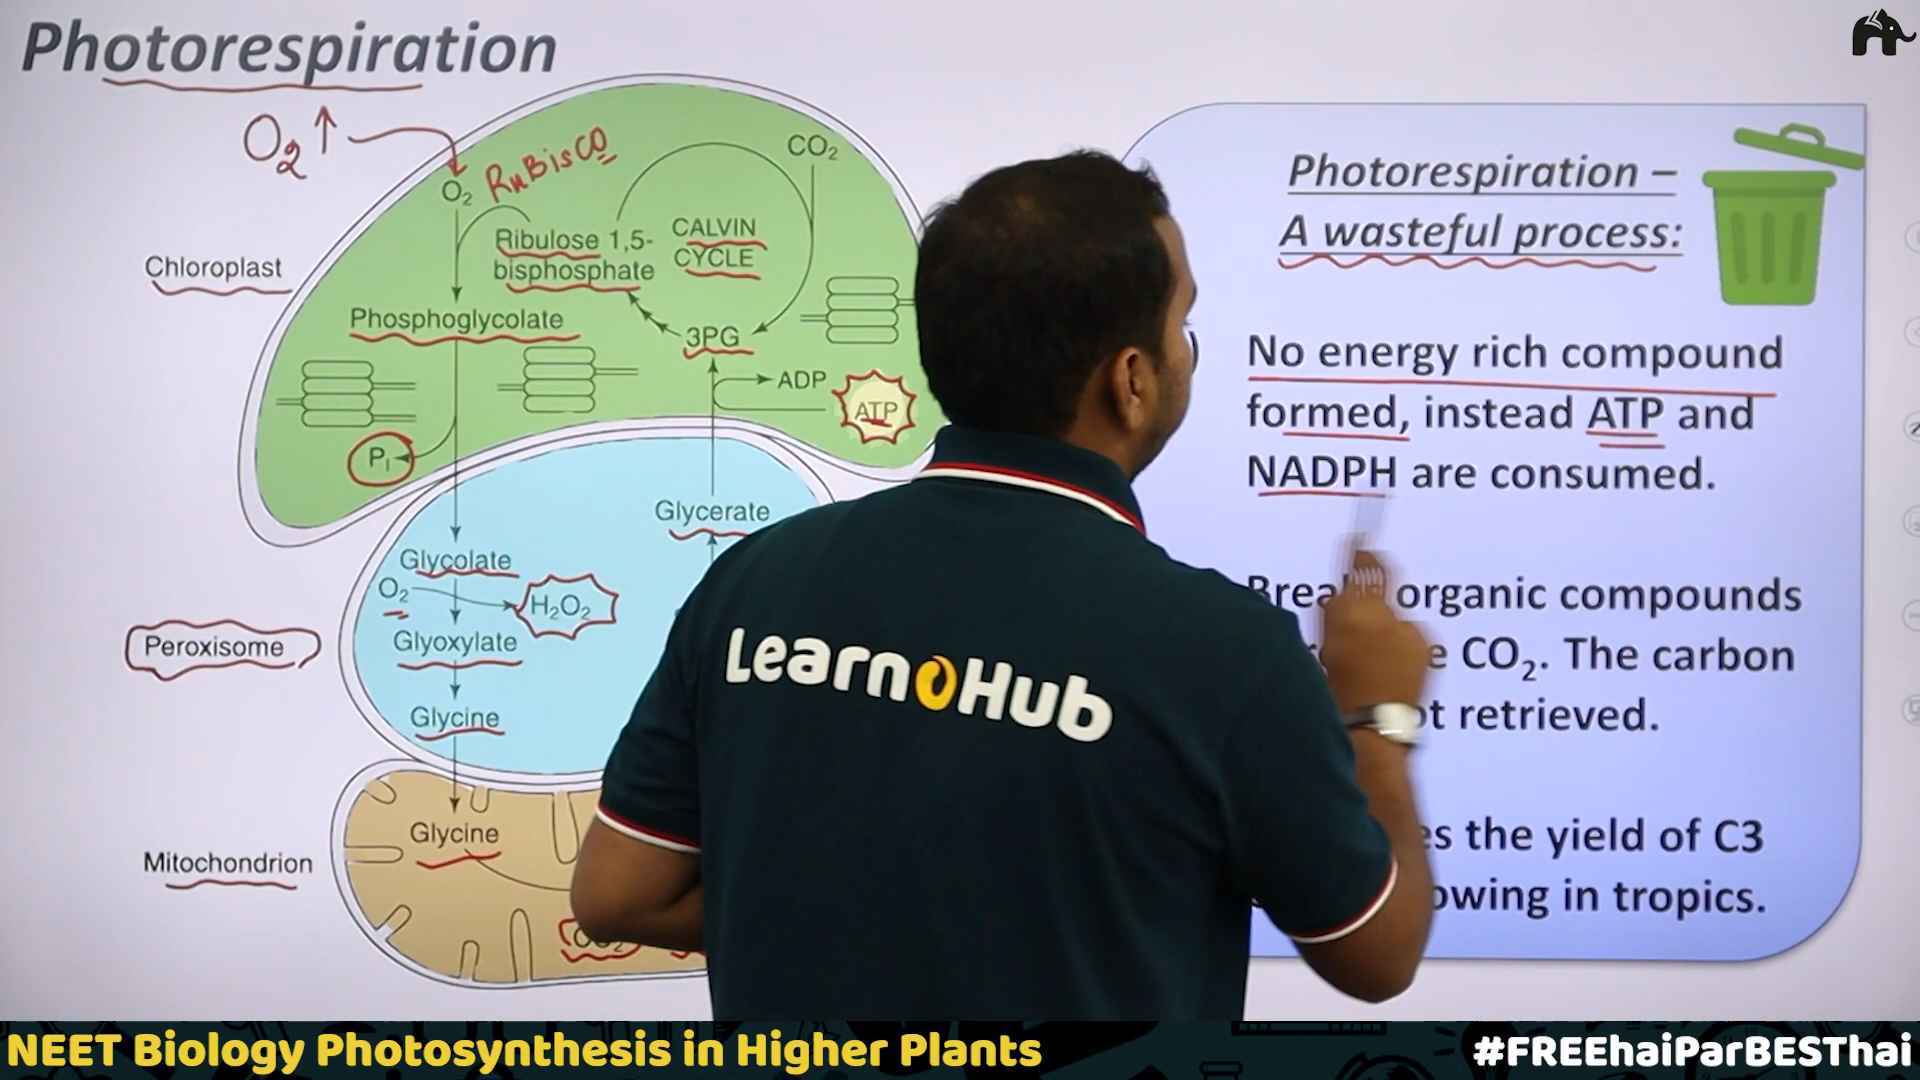 Photorespiration
O₂ ↑
RuBisCO
CO₂
O₂
Ribulose 1,5-
bisphosphate
CALVIN
CYCLE
Chloroplast
Phosphoglycolate
3PG
ADP
ATP
Pᵢ
Glycerate
Glycolate
O₂
H₂O₂
Peroxisome
Glyoxylate
Glycine
Glycine
Mitochondrion
Photorespiration –
A wasteful process:
No energy rich compound
formed, instead ATP and
NADPH are consumed.
organic compounds
CO₂. The carbon
retrieved.
the yield of C3
in tropics.
LearnoHub
NEET Biology Photosynthesis in Higher Plants
#FREEhaiParBESThai